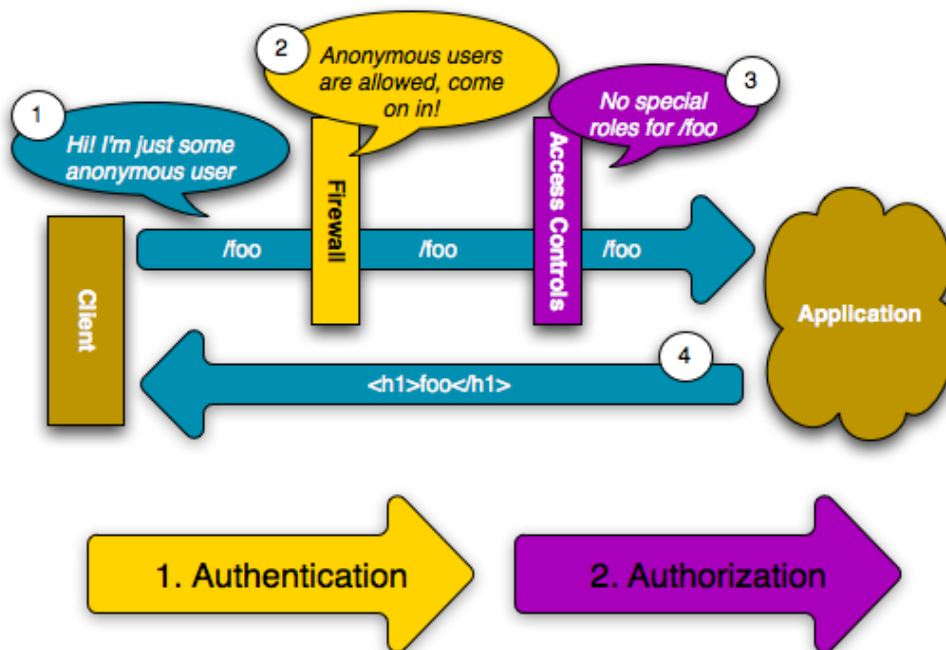 1
Hi! I'm just some
anonymous user
2
Anonymous users
are allowed, come
on in!
3
No special
roles for /foo
Client
/foo
Firewall
/foo
Access Controls
/foo
Application
4
<h1>foo</h1>
1. Authentication
2. Authorization